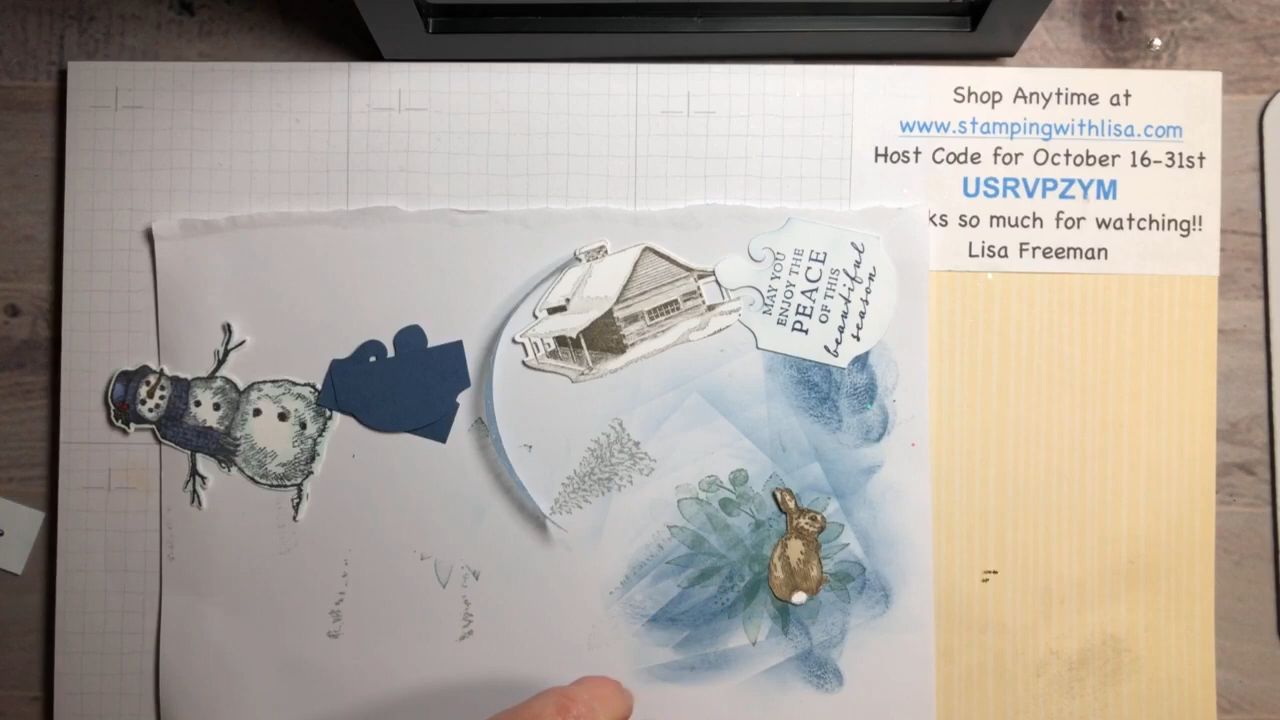 Shop Anytime at
www.stampingwithlisa.com
Host Code for October 16-31st
USRVPZYM
ks so much for watching!!
Lisa Freeman
MAY YOU
ENJOY THE
PEACE
OF THIS
beautiful
season